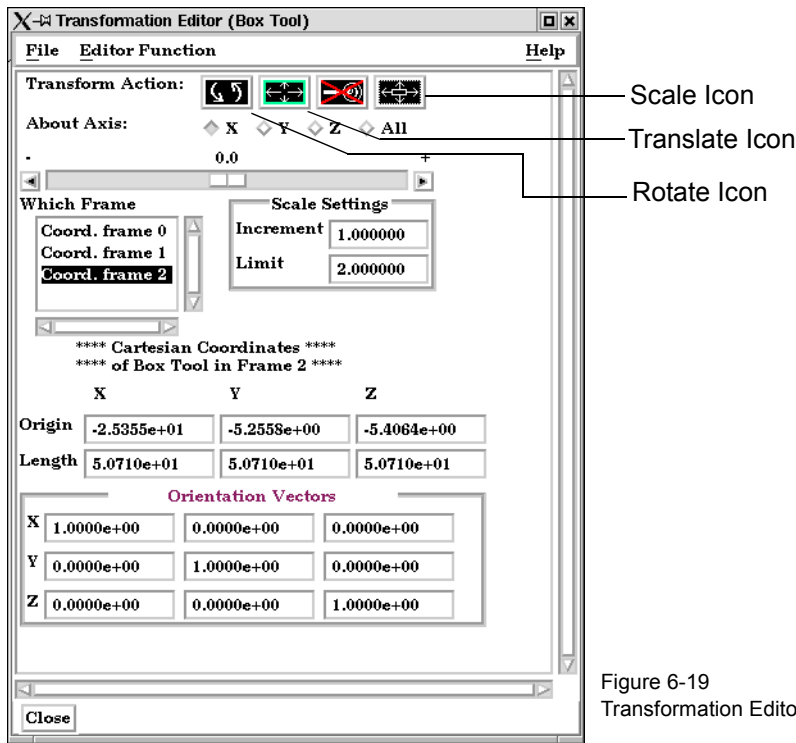 Transformation Editor (Box Tool)
File Editor Function Help
Transform Action:
Scale Icon
About Axis: X Y Z All
Translate Icon
- 0.0 +
Rotate Icon
Which Frame
Scale Settings
Coord. frame 0
Coord. frame 1
Coord. frame 2
Increment 1.000000
Limit 2.000000
**** Cartesian Coordinates ****
**** of Box Tool in Frame 2 ****
X Y Z
Origin -2.5355e+01 -5.2558e+00 -5.4064e+00
Length 5.0710e+01 5.0710e+01 5.0710e+01
Orientation Vectors
X 1.0000e+00 0.0000e+00 0.0000e+00
Y 0.0000e+00 1.0000e+00 0.0000e+00
Z 0.0000e+00 0.0000e+00 1.0000e+00
Close
Figure 6-19
Transformation Edito